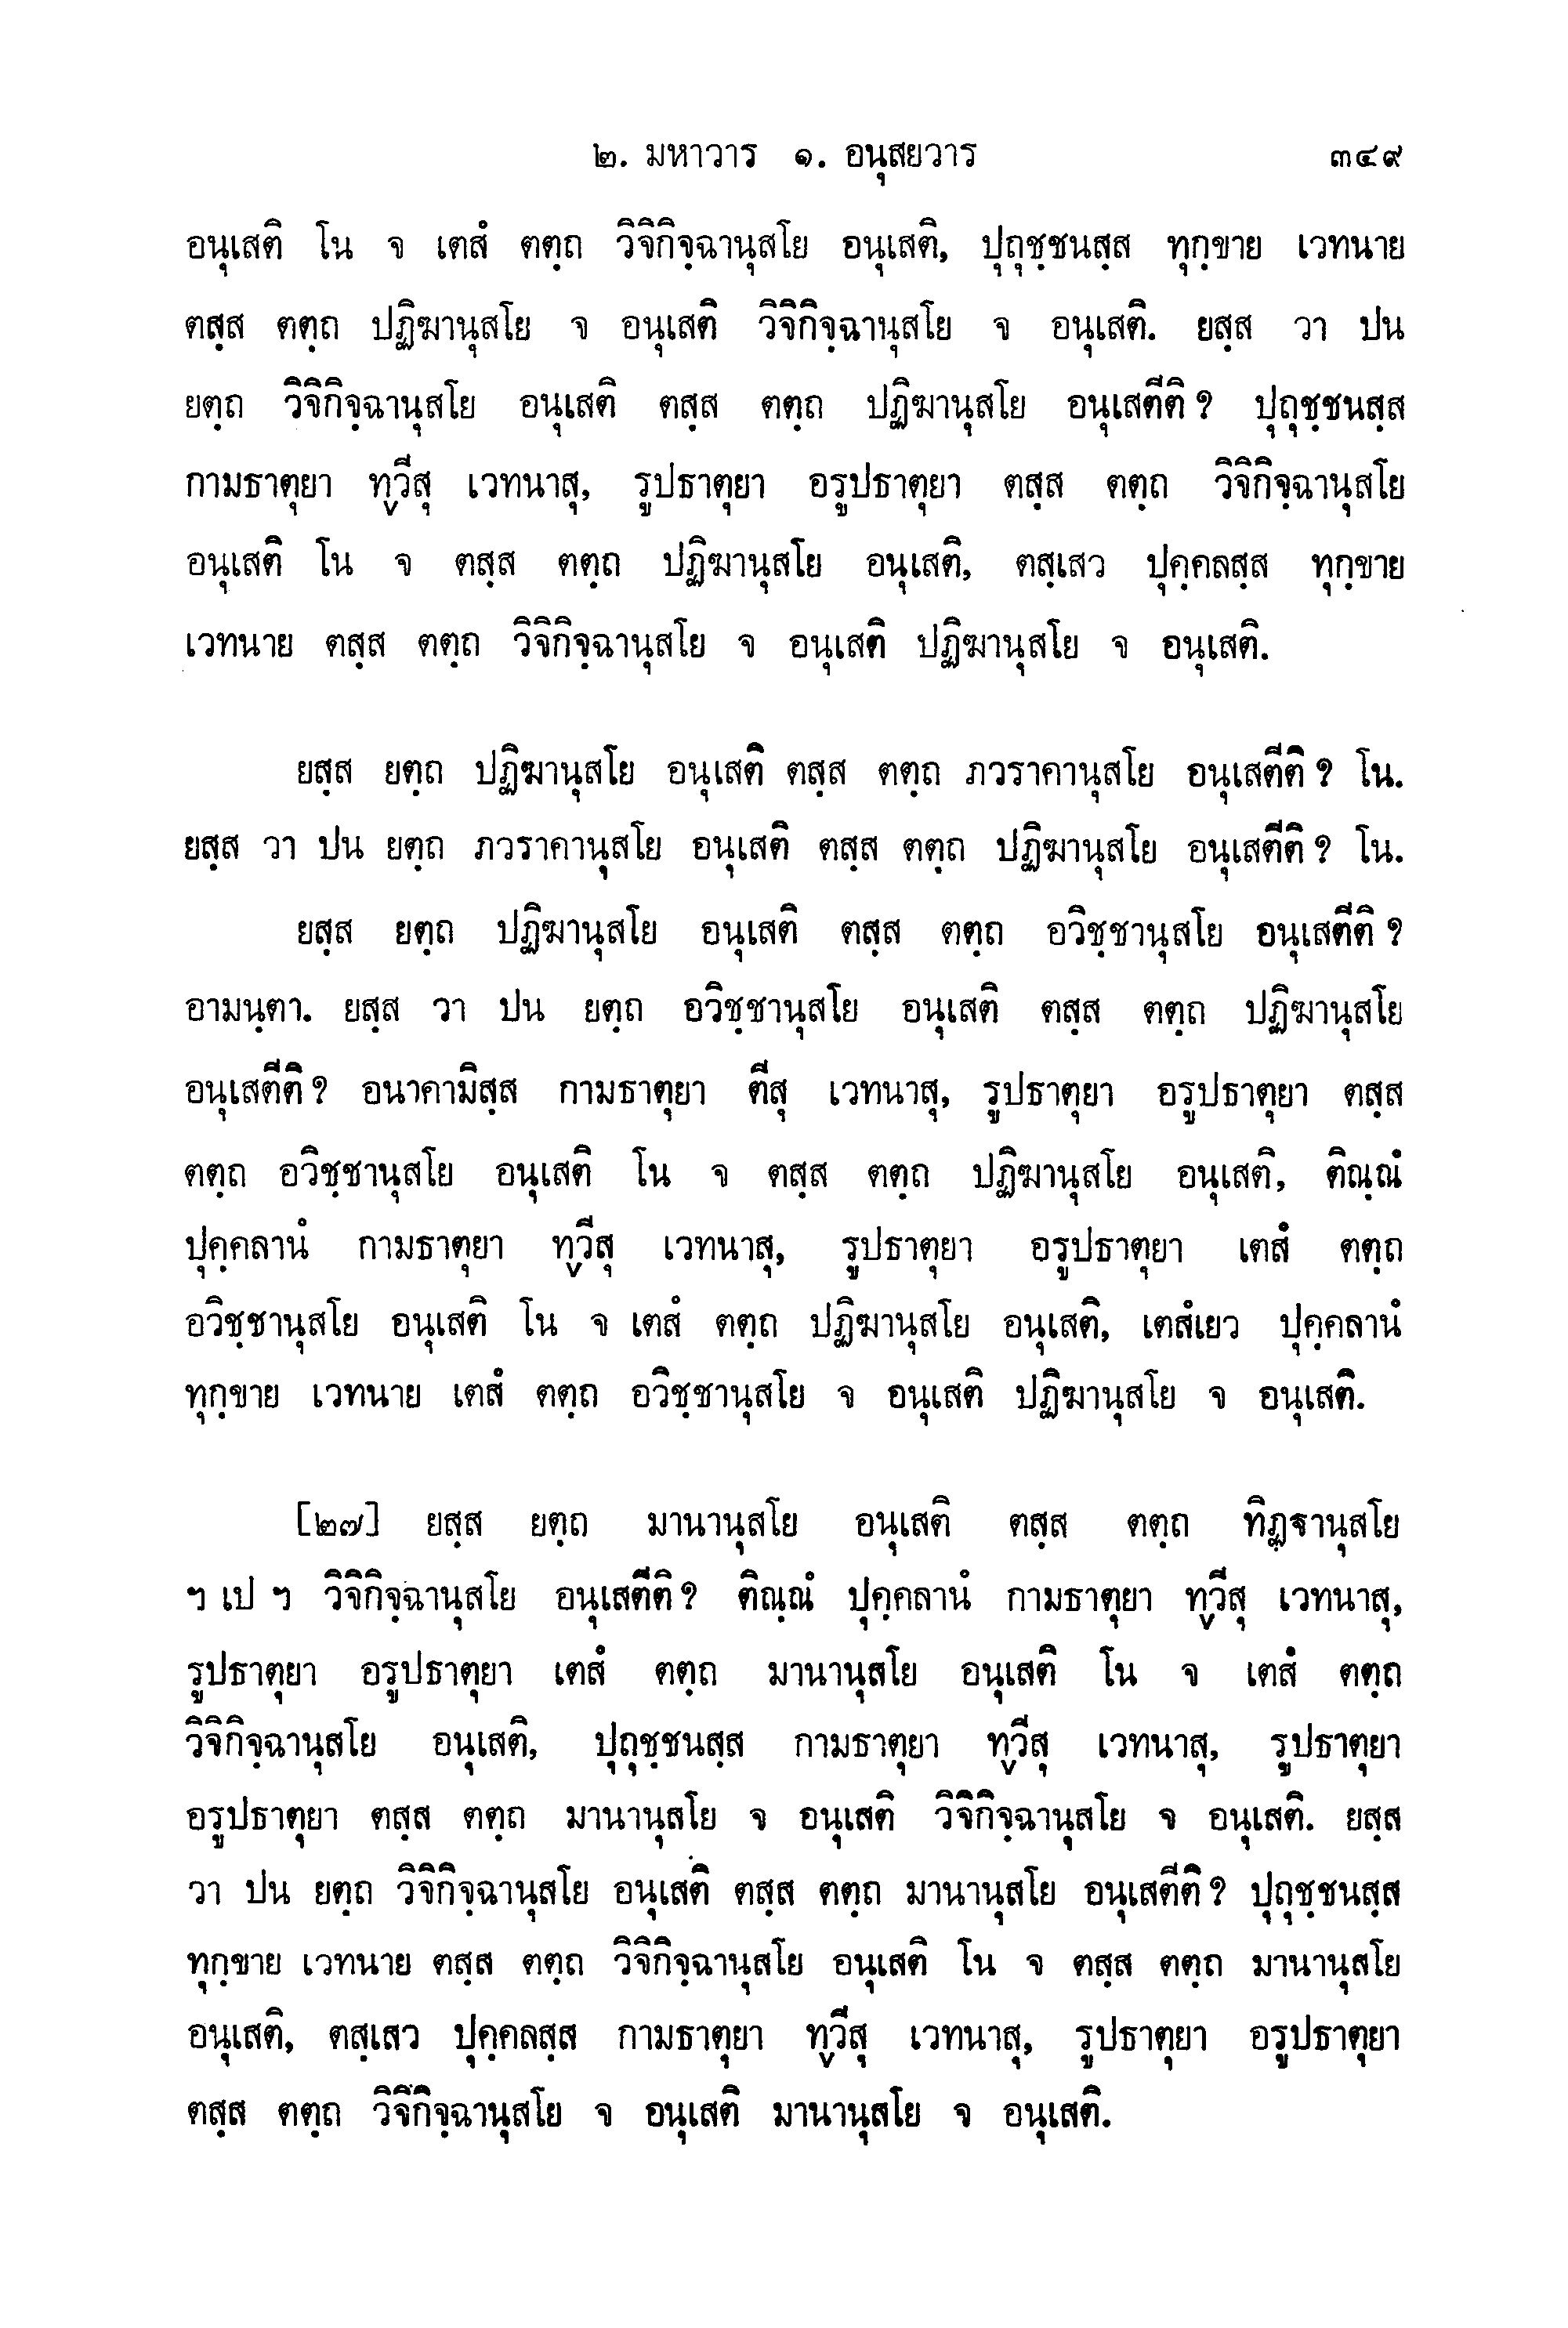 ๒. มหาวาร ๑. อนุสยวาร ๓๔๙
อนุเสติ โน จ เตสํ ตตฺถ วิจิกิจฺฉานุสโย อนุเสติ, ปุถุชฺชนสฺส ทุกฺขาย เวทนาย
ตสฺส ตตฺถ ปฏิฆานุสโย จ อนุเสติ วิจิกิจฺฉานุสโย จ อนุเสติ. ยสฺส วา ปน
ยตฺถ วิจิกิจฺฉานุสโย อนุเสติ ตสฺส ตตฺถ ปฏิฆานุสโย อนุเสตีติ ? ปุถุชฺชนสฺส
กามธาตุยา ทฺวีสุ เวทนาสุ, รูปธาตุยา อรูปธาตุยา ตสฺส ตตฺถ วิจิกิจฺฉานุสโย
อนุเสติ โน จ ตสฺส ตตฺถ ปฏิฆานุสโย อนุเสติ, ตสฺเสว ปุคฺคลสฺส ทุกฺขาย
เวทนาย ตสฺส ตตฺถ วิจิกิจฺฉานุสโย จ อนุเสติ ปฏิฆานุสโย จ อนุเสติ.
ยสฺส ยตฺถ ปฏิฆานุสโย อนุเสติ ตสฺส ตตฺถ ภวราคานุสโย อนุเสตีติ ? โน.
ยสฺส วา ปน ยตฺถ ภวราคานุสโย อนุเสติ ตสฺส ตตฺถ ปฏิฆานุสโย อนุเสตีติ ? โน.
ยสฺส ยตฺถ ปฏิฆานุสโย อนุเสติ ตสฺส ตตฺถ อวิชฺชานุสโย อนุเสตีติ ?
อามนฺตา. ยสฺส วา ปน ยตฺถ อวิชฺชานุสโย อนุเสติ ตสฺส ตตฺถ ปฏิฆานุสโย
อนุเสตีติ ? อนาคามิสฺส กามธาตุยา ตีสุ เวทนาสุ, รูปธาตุยา อรูปธาตุยา ตสฺส
ตตฺถ อวิชฺชานุสโย อนุเสติ โน จ ตสฺส ตตฺถ ปฏิฆานุสโย อนุเสติ, ติณฺณํ
ปุคฺคลานํ กามธาตุยา ทฺวีสุ เวทนาสุ, รูปธาตุยา อรูปธาตุยา เตสํ ตตฺถ
อวิชฺชานุสโย อนุเสติ โน จ เตสํ ตตฺถ ปฏิฆานุสโย อนุเสติ, เตสํเยว ปุคฺคลานํ
ทุกฺขาย เวทนาย เตสํ ตตฺถ อวิชฺชานุสโย จ อนุเสติ ปฏิฆานุสโย จ อนุเสติ.
[๒๗] ยสฺส ยตฺถ มานานุสโย อนุเสติ ตสฺส ตตฺถ ทิฏฺฐานุสโย
ฯ เป ฯ วิจิกิจฺฉานุสโย อนุเสตีติ ? ติณฺณํ ปุคฺคลานํ กามธาตุยา ทฺวีสุ เวทนาสุ,
รูปธาตุยา อรูปธาตุยา เตสํ ตตฺถ มานานุสโย อนุเสติ โน จ เตสํ ตตฺถ
วิจิกิจฺฉานุสโย อนุเสติ, ปุถุชฺชนสฺส กามธาตุยา ทฺวีสุ เวทนาสุ, รูปธาตุยา
อรูปธาตุยา ตสฺส ตตฺถ มานานุสโย จ อนุเสติ วิจิกิจฺฉานุสโย จ อนุเสติ. ยสฺส
วา ปน ยตฺถ วิจิกิจฺฉานุสโย อนุเสติ ตสฺส ตตฺถ มานานุสโย อนุเสตีติ ? ปุถุชฺชนสฺส
ทุกฺขาย เวทนาย ตสฺส ตตฺถ วิจิกิจฺฉานุสโย อนุเสติ โน จ ตสฺส ตตฺถ มานานุสโย
อนุเสติ, ตสฺเสว ปุคฺคลสฺส กามธาตุยา ทฺวีสุ เวทนาสุ, รูปธาตุยา อรูปธาตุยา
ตสฺส ตตฺถ วิจิกิจฺฉานุสโย จ อนุเสติ มานานุสโย จ อนุเสติ.